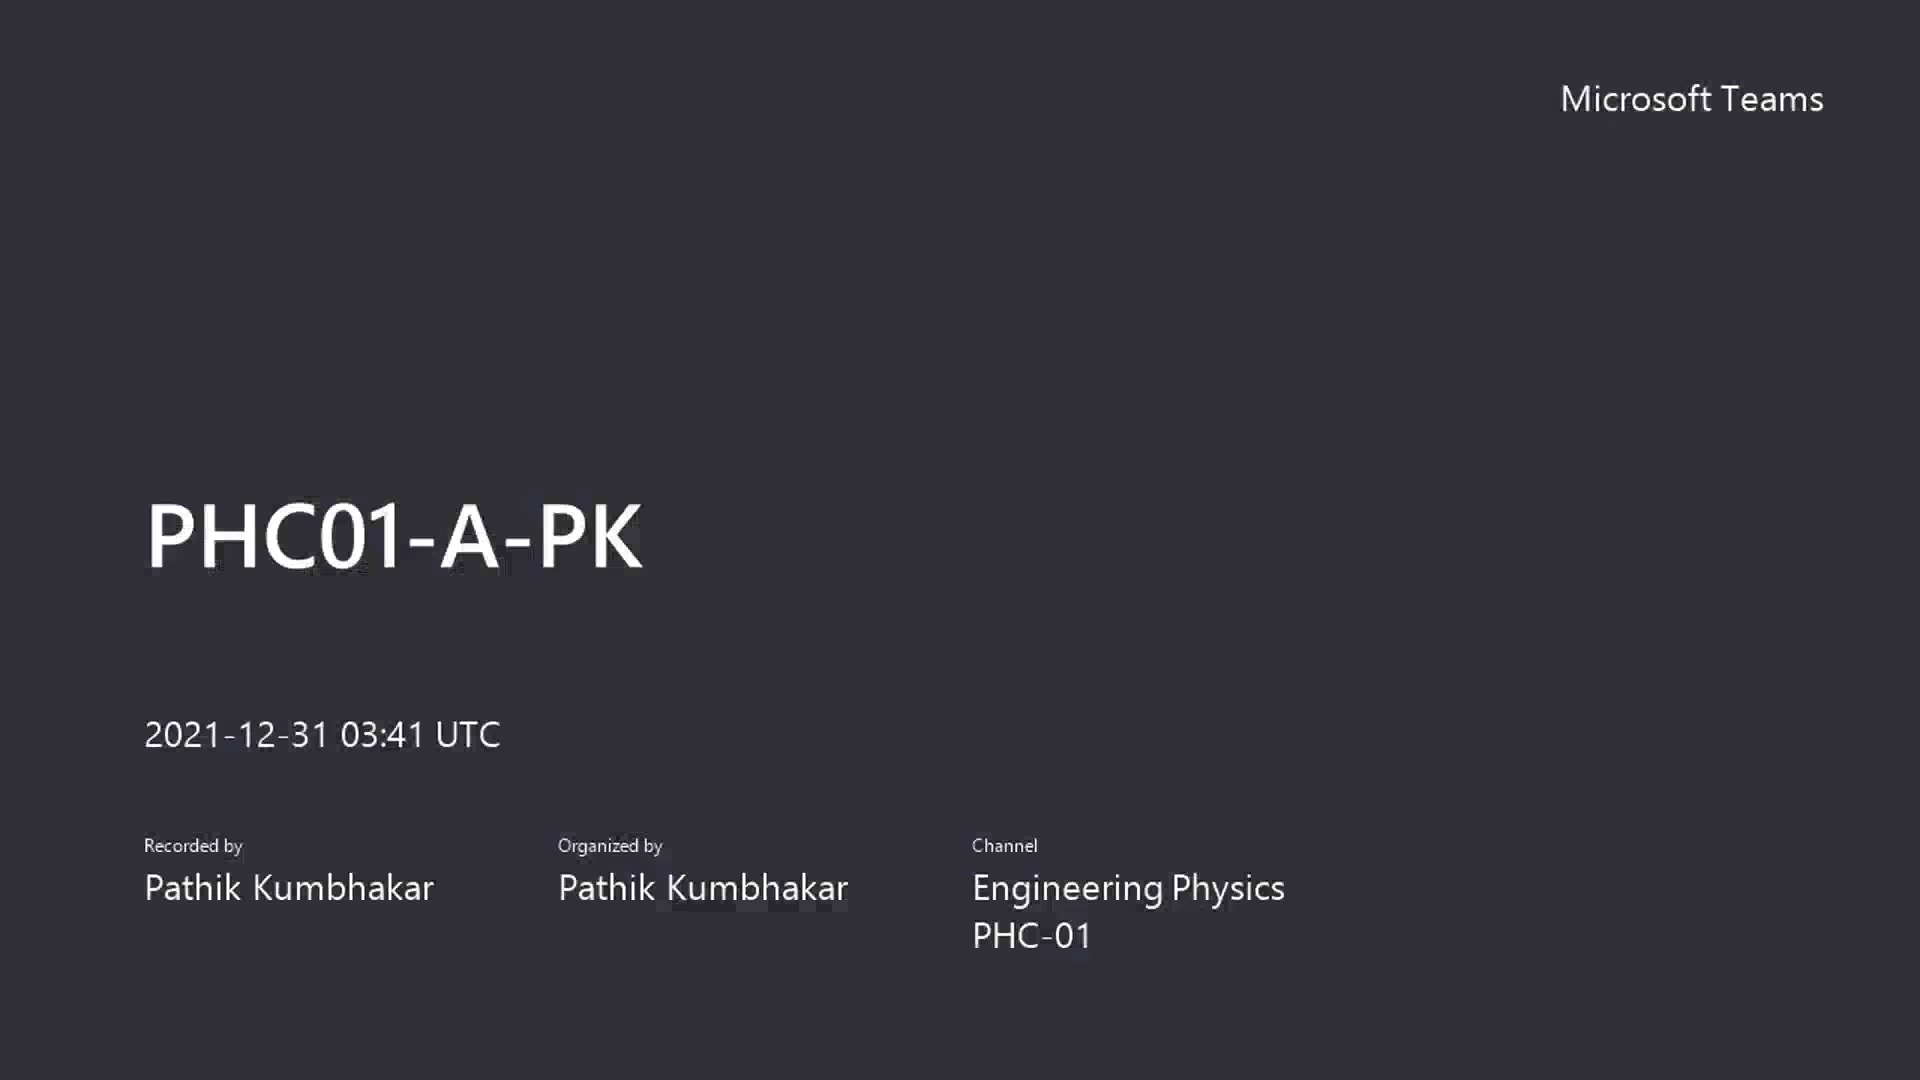 Microsoft Teams
PHC01-A-PK
2021-12-31 03:41 UTC
Recorded by
Pathik Kumbhakar
Organized by
Pathik Kumbhakar
Channel
Engineering Physics
PHC-01